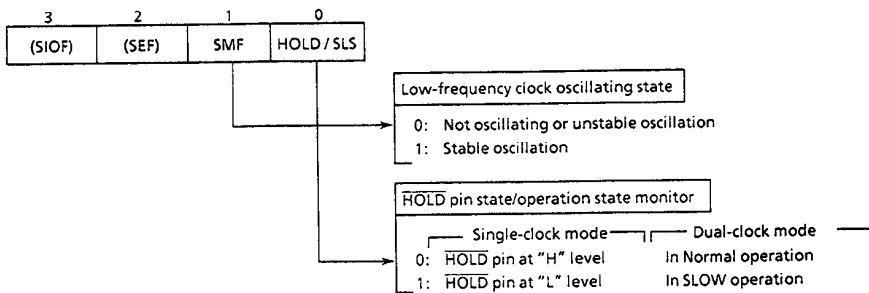 3 2 1 0
(SIOF) (SEF) SMF HOLD / SLS
Low-frequency clock oscillating state
0: Not oscillating or unstable oscillation
1: Stable oscillation
HOLD pin state/operation state monitor
Single-clock mode Dual-clock mode
0: HOLD pin at "H" level In Normal operation
1: HOLD pin at "L" level In SLOW operation